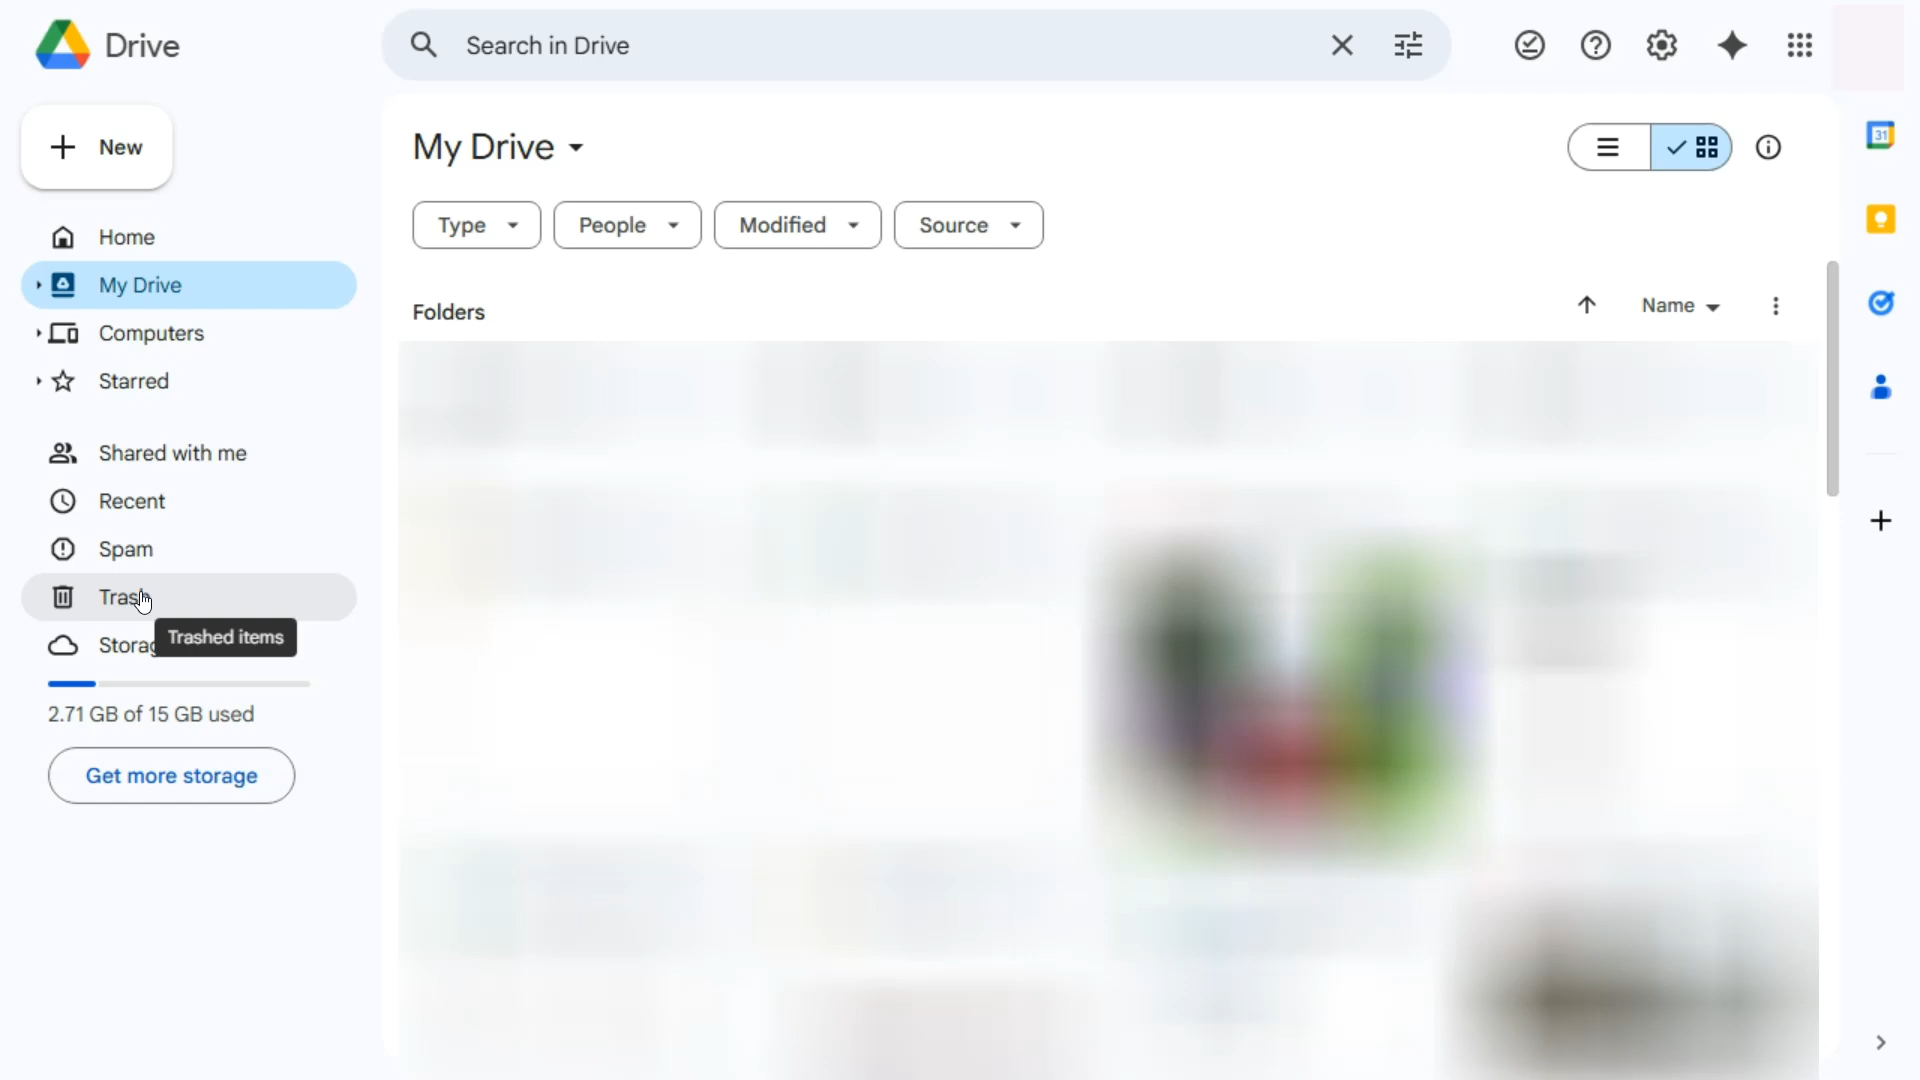 Drive
Search in Drive
New
My Drive
Type
People
Modified
Source
Home
My Drive
Computers
Starred
Folders
Name
Shared with me
Recent
Spam
Tras
Trashed items
Storag
2.71 GB of 15 GB used
Get more storage
31